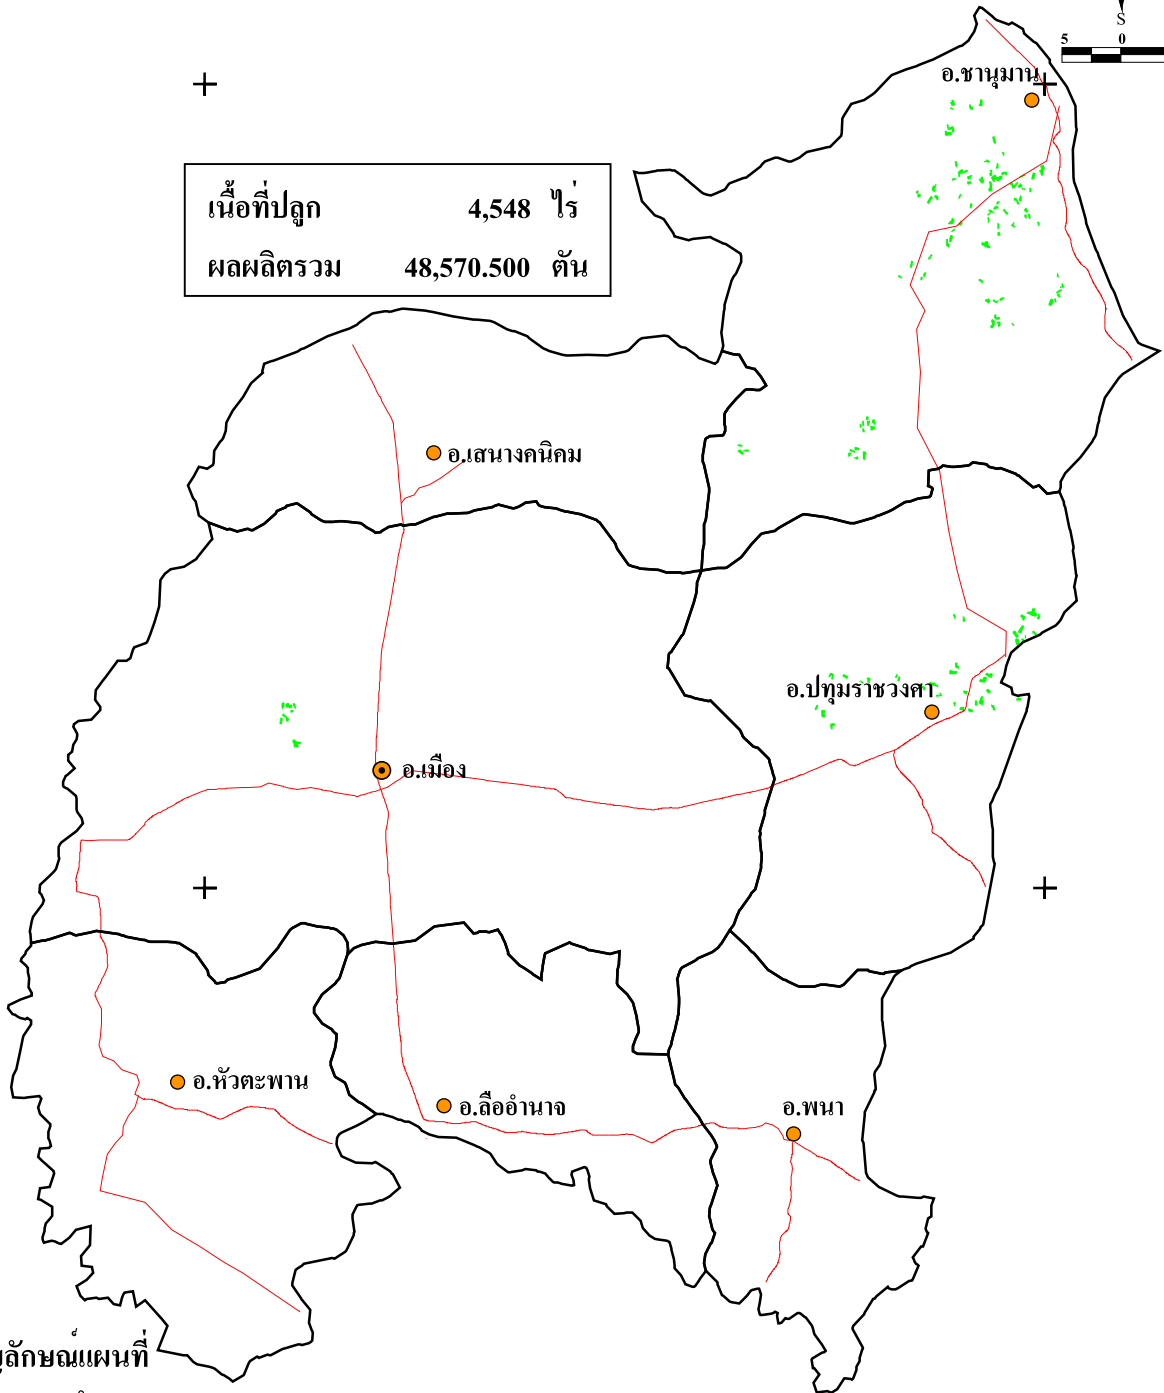 S
5 0
อ.ชานุมาน
เนื้อที่ปลูก 4,548 ไร่
ผลผลิตรวม 48,570.500 ตัน
อ.เสนางคนิคม
อ.ปทุมราชวงศา
อ.เมือง
อ.หัวตะพาน
อ.ลืออำนาจ
อ.พนา
ลักษณ์แผนที่